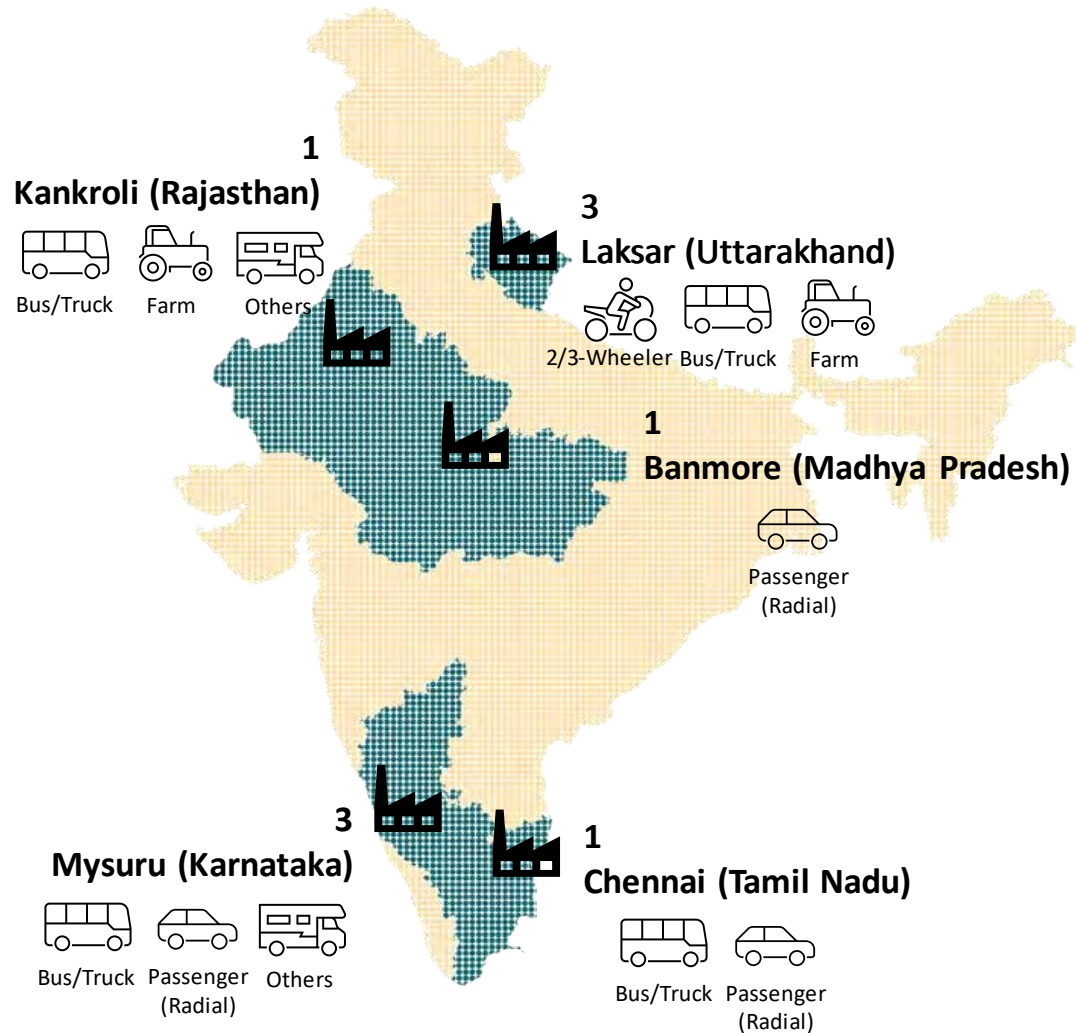 1
Kankroli (Rajasthan)
Bus/Truck Farm Others
3
Laksar (Uttarakhand)
2/3-Wheeler Bus/Truck Farm
1
Banmore (Madhya Pradesh)
Passenger
(Radial)
3
Mysuru (Karnataka)
Bus/Truck Passenger Others
(Radial)
1
Chennai (Tamil Nadu)
Bus/Truck Passenger
(Radial)